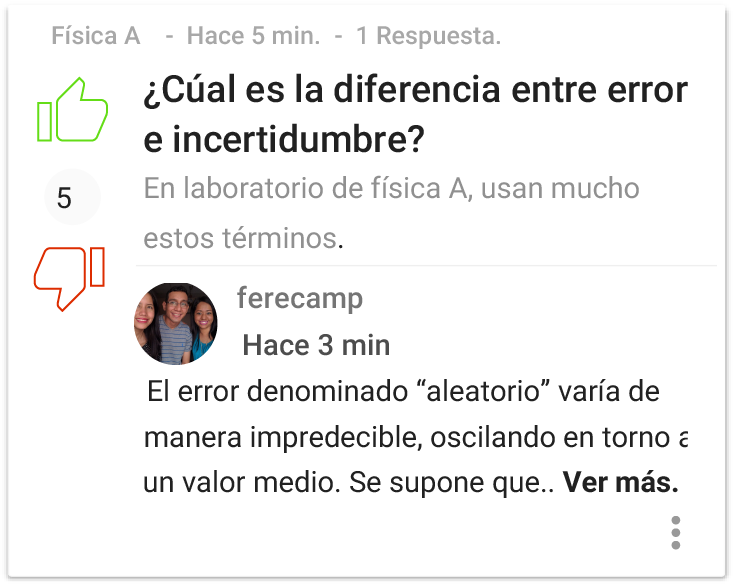 Física A - Hace 5 min. - 1 Respuesta.
¿Cúal es la diferencia entre error
e incertidumbre?
5
En laboratorio de física A, usan mucho
estos términos.
ferecamp
Hace 3 min
El error denominado “aleatorio” varía de
manera impredecible, oscilando en torno a
un valor medio. Se supone que.. Ver más.